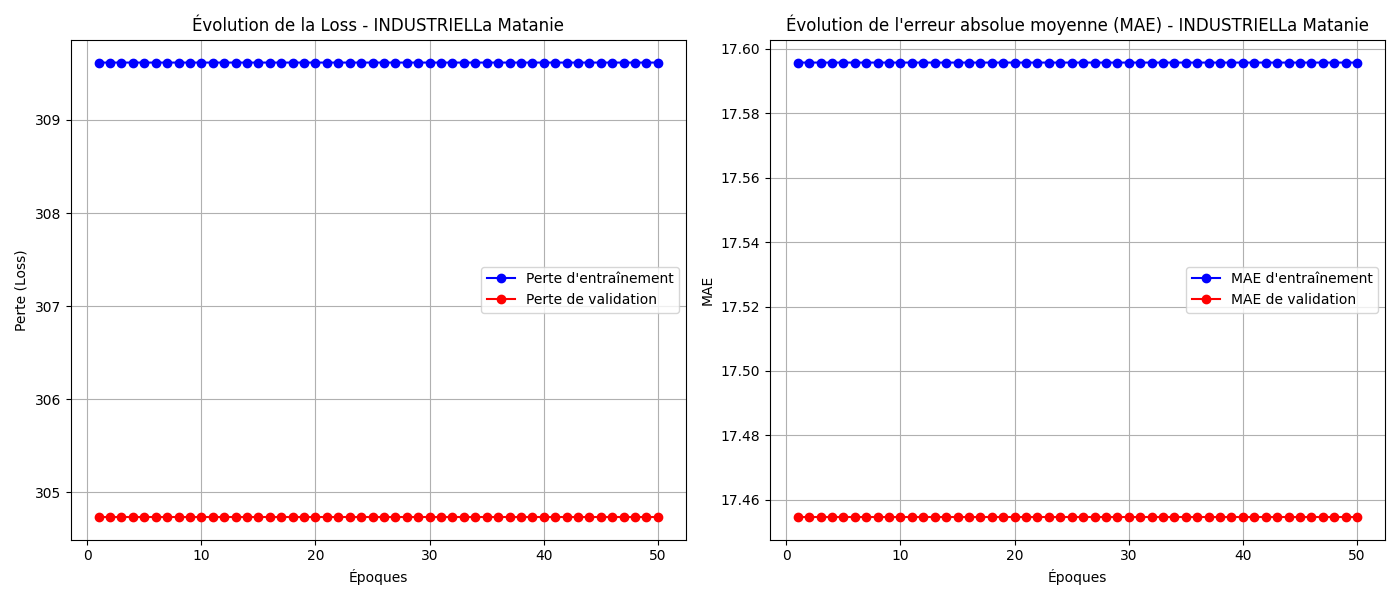 Évolution de la Loss - INDUSTRIELLa Matanie
309
308
307
306
305
Perte (Loss)
Perte d'entraînement
Perte de validation
0 10 20 30 40 50
Époques
Évolution de l'erreur absolue moyenne (MAE) - INDUSTRIELLa Matanie
17.60
17.58
17.56
17.54
17.52
17.50
17.48
17.46
MAE
MAE d'entraînement
MAE de validation
0 10 20 30 40 50
Époques